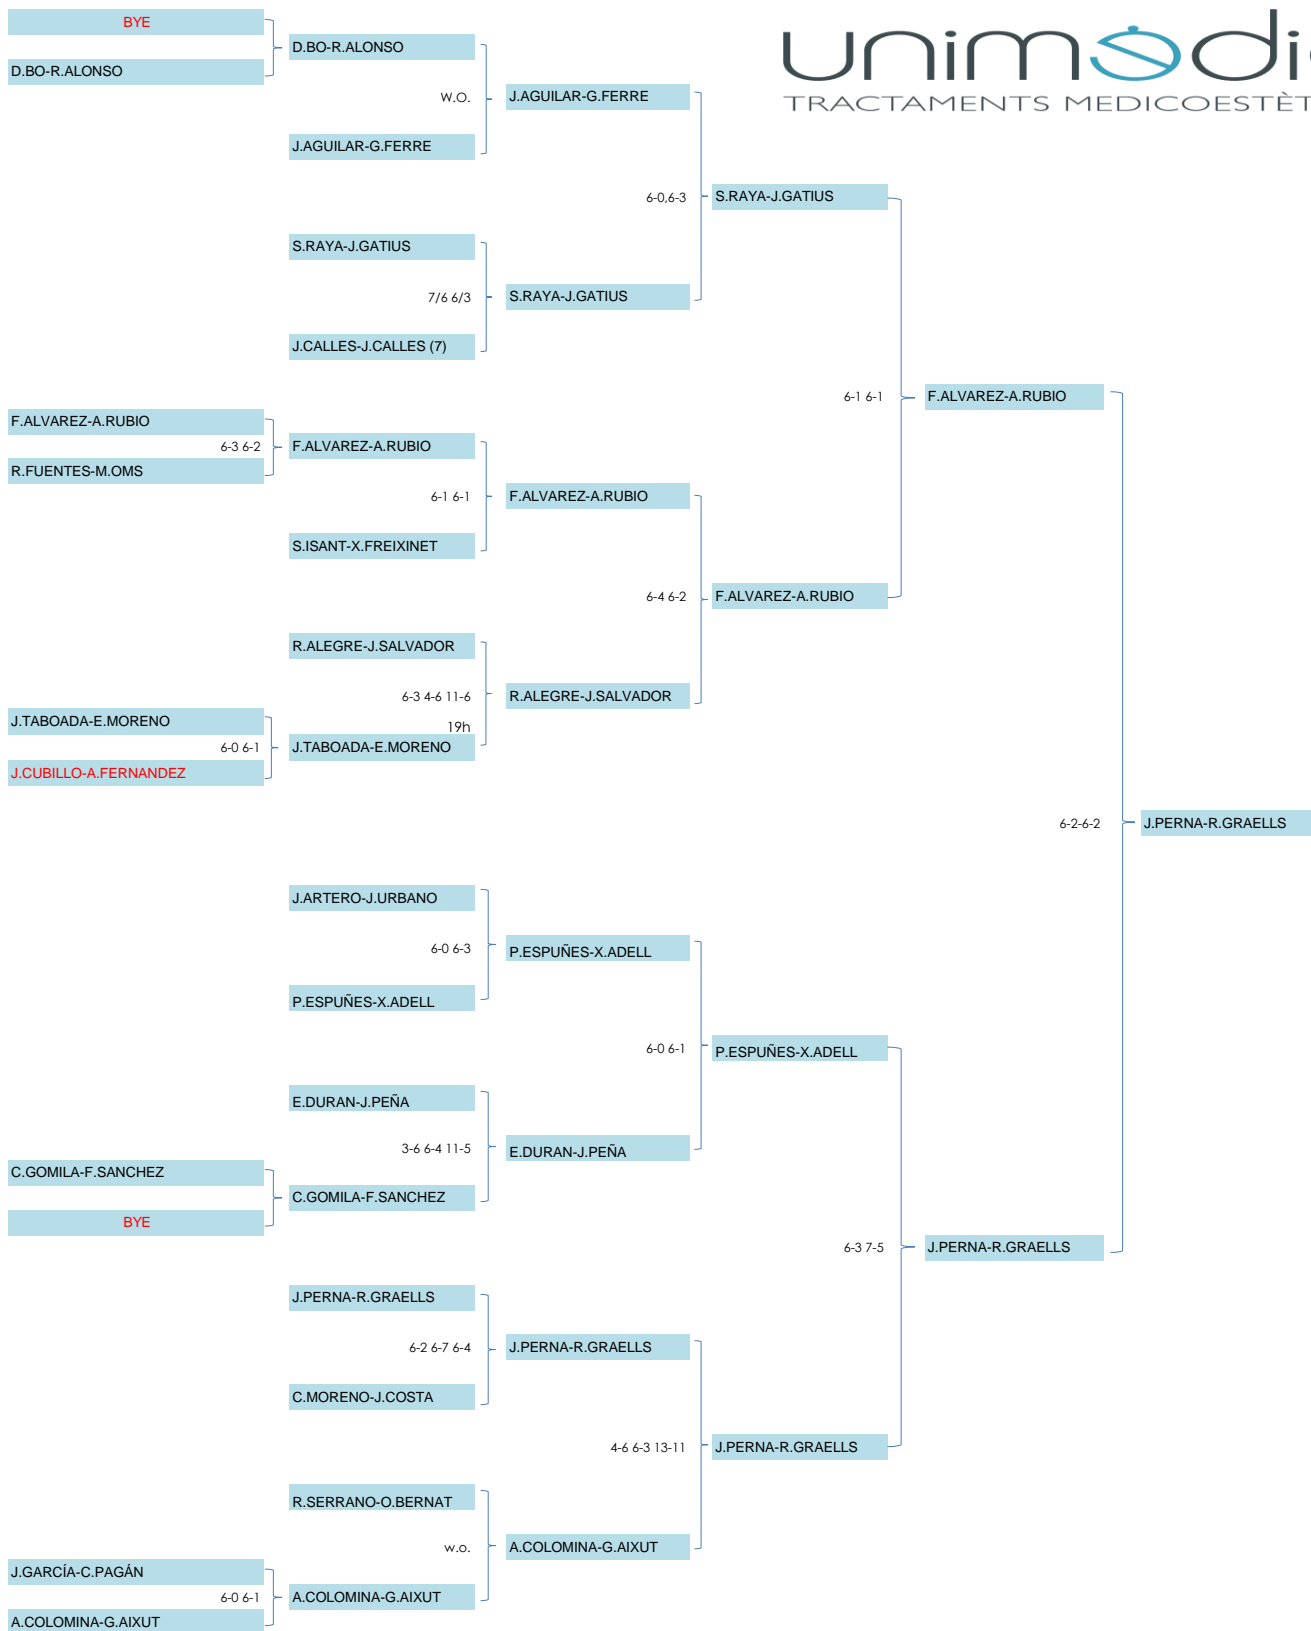 BYE
D.BO-R.ALONSO
D.BO-R.ALONSO
W.O.
J.AGUILAR-G.FERRE
J.AGUILAR-G.FERRE
TRACTAMENTS MEDICOESTÈT
6-0,6-3
S.RAYA-J.GATIUS
S.RAYA-J.GATIUS
7/6 6/3
S.RAYA-J.GATIUS
J.CALLES-J.CALLES (7)
6-1 6-1
F.ALVAREZ-A.RUBIO
F.ALVAREZ-A.RUBIO
6-3 6-2
F.ALVAREZ-A.RUBIO
R.FUENTES-M.OMS
6-1 6-1
F.ALVAREZ-A.RUBIO
S.ISANT-X.FREIXINET
6-4 6-2
F.ALVAREZ-A.RUBIO
R.ALEGRE-J.SALVADOR
6-3 4-6 11-6
R.ALEGRE-J.SALVADOR
19h
J.TABOADA-E.MORENO
6-0 6-1
J.TABOADA-E.MORENO
J.CUBILLO-A.FERNANDEZ
6-2-6-2
J.PERNA-R.GRAELLS
J.ARTERO-J.URBANO
6-0 6-3
P.ESPUÑES-X.ADELL
P.ESPUÑES-X.ADELL
6-0 6-1
P.ESPUÑES-X.ADELL
E.DURAN-J.PEÑA
3-6 6-4 11-5
E.DURAN-J.PEÑA
C.GOMILA-F.SANCHEZ
C.GOMILA-F.SANCHEZ
BYE
6-3 7-5
J.PERNA-R.GRAELLS
J.PERNA-R.GRAELLS
6-2 6-7 6-4
J.PERNA-R.GRAELLS
C.MORENO-J.COSTA
4-6 6-3 13-11
J.PERNA-R.GRAELLS
R.SERRANO-O.BERNAT
w.o.
A.COLOMINA-G.AIXUT
J.GARCÍA-C.PAGÁN
6-0 6-1
A.COLOMINA-G.AIXUT
A.COLOMINA-G.AIXUT